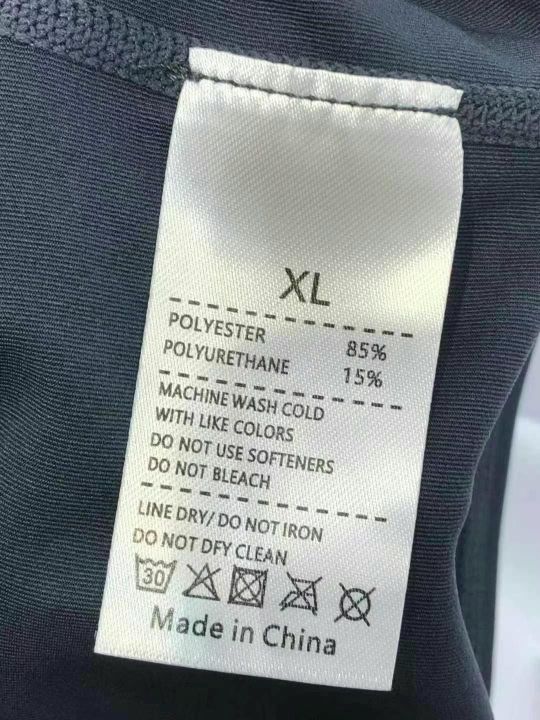 XL
POLYESTER 85%
POLYURETHANE 15%
MACHINE WASH COLD
WITH LIKE COLORS
DO NOT USE SOFTENERS
DO NOT BLEACH
LINE DRY/ DO NOT IRON
DO NOT DFY CLEAN
30
Made in China